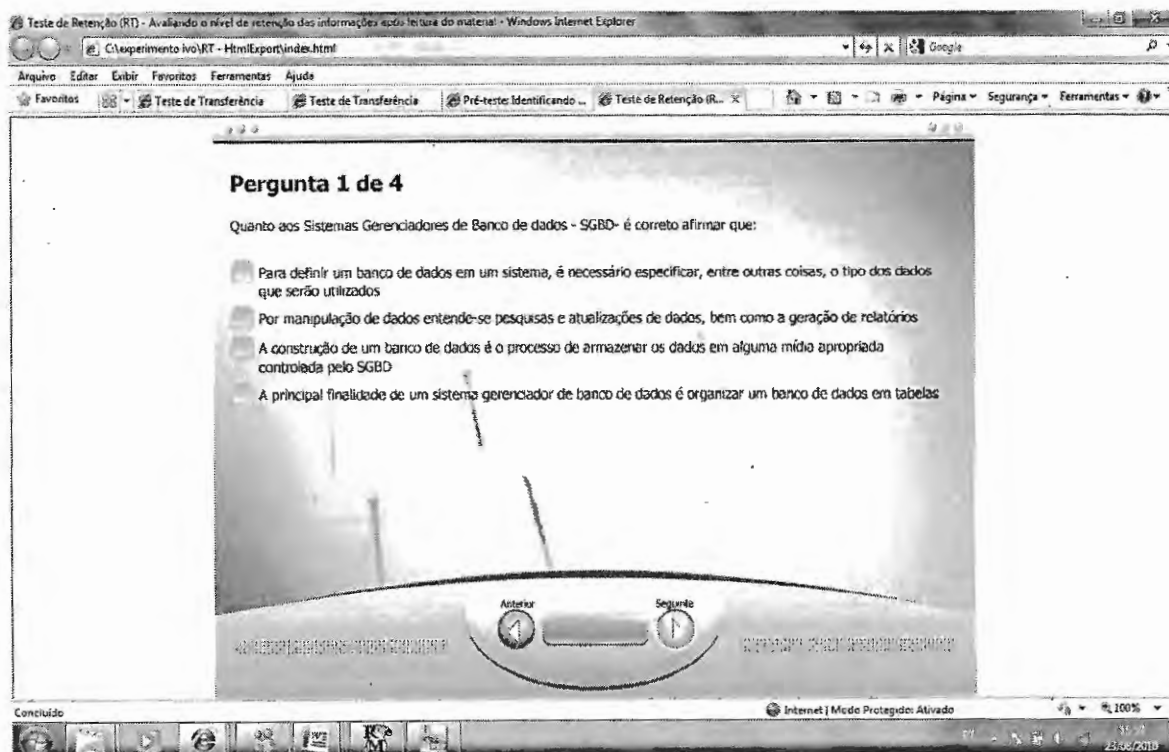 Teste de Retenção (RT) - Avaliando o nível de retenção das informações após leitura do material - Windows Internet Explorer
C:\experimento ivo\RT - HtmlExport\index.html
Google
Arquivo Editar Exibir Favoritos Ferramentas Ajuda
Favoritos Teste de Transferência Teste de Transferência Pré-teste: Identificando ... Teste de Retenção (R... Página Segurança Ferramentas
Pergunta 1 de 4
Quanto aos Sistemas Gerenciadores de Banco de dados - SGBD- é correto afirmar que:
Para definir um banco de dados em um sistema, é necessário especificar, entre outras coisas, o tipo dos dados
que serão utilizados
Por manipulação de dados entende-se pesquisas e atualizações de dados, bem como a geração de relatórios
A construção de um banco de dados é o processo de armazenar os dados em alguma mídia apropriada
controlada pelo SGBD
A principal finalidade de um sistema gerenciador de banco de dados é organizar um banco de dados em tabelas
Anterior Seguinte
Concluído Internet | Modo Protegido: Ativado 100%
PT
23/08/2010